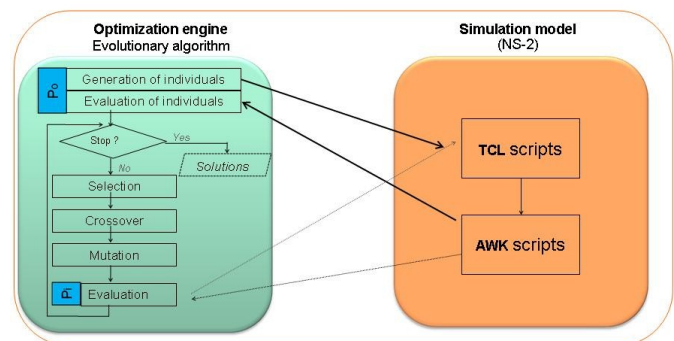 Optimization engine
Evolutionary algorithm
Simulation model
(NS-2)
P₀
Generation of individuals
Evaluation of individuals
Stop ?
Yes
Solutions
No
Selection
Crossover
Mutation
Pᵢ
Evaluation
TCL scripts
AWK scripts